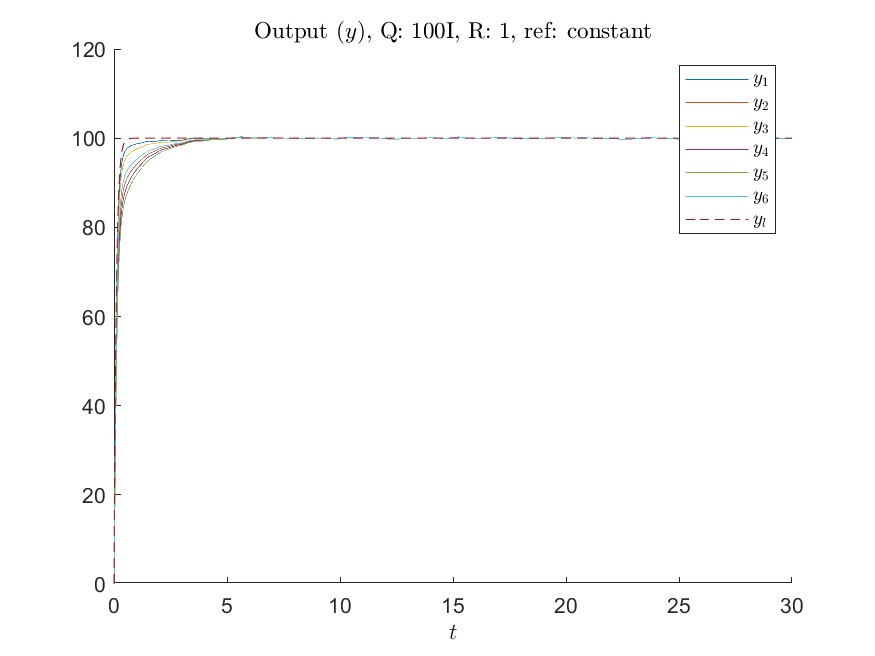 Output (y), Q: 100I, R: 1, ref: constant
120
100
80
60
40
20
0
y₁
y₂
y₃
y₄
y₅
y₆
yₗ
0 5 10 15 20 25 30
t